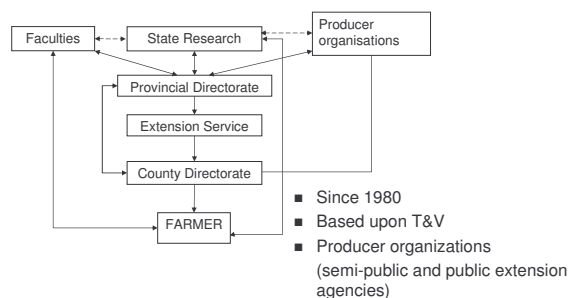 Faculties
State Research
Producer
organisations
Provincial Directorate
Extension Service
County Directorate
FARMER
■ Since 1980
■ Based upon T&V
■ Producer organizations
(semi-public and public extension
agencies)